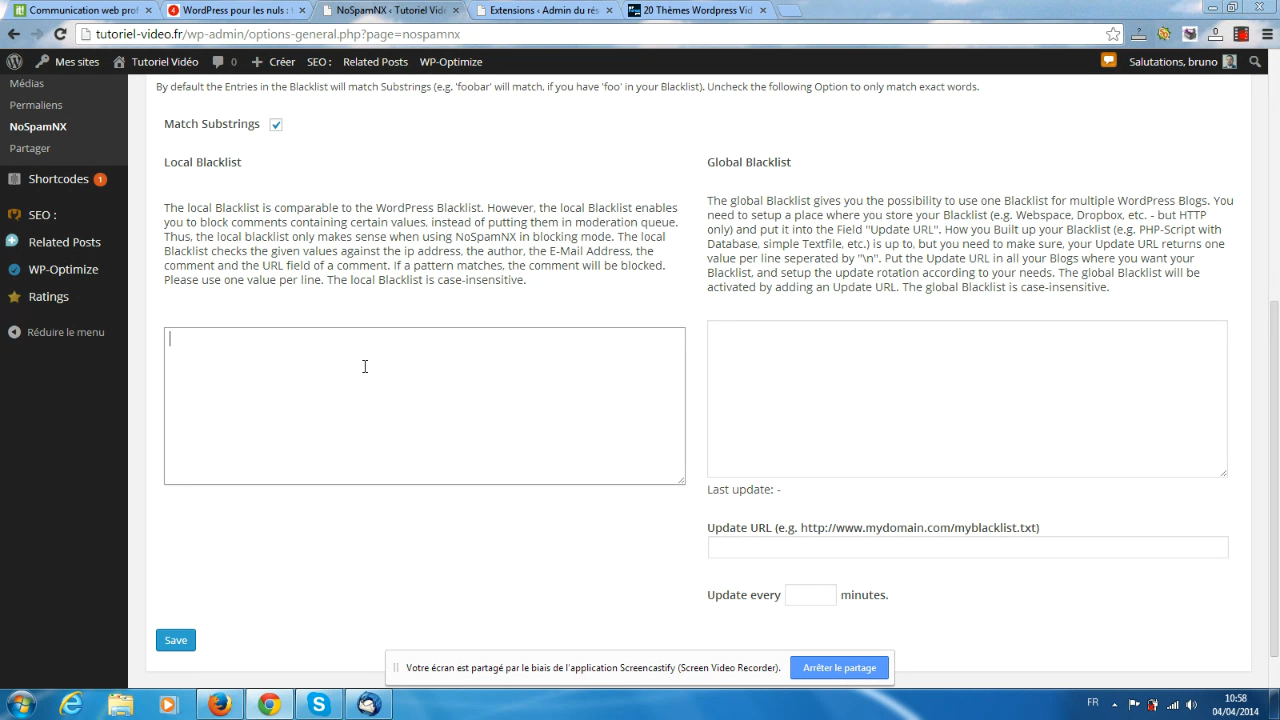 Communication web prof
WordPress pour les nuls : t
NoSpamNX ‹ Tutoriel Vidé
Extensions ‹ Admin du rés
20 Thèmes Wordpress Vid
tutoriel-video.fr/wp-admin/options-general.php?page=nospamnx
Mes sites
Tutoriel Vidéo
0
Créer
SEO :
Related Posts
WP-Optimize
Salutations, bruno
Médias
Permaliens
NoSpamNX
Partager
Shortcodes 1
SEO :
Related Posts
WP-Optimize
Ratings
Réduire le menu
By default the Entries in the Blacklist will match Substrings (e.g. 'foobar' will match, if you have 'foo' in your Blacklist). Uncheck the following Option to only match exact words.
Match Substrings
Local Blacklist
The local Blacklist is comparable to the WordPress Blacklist. However, the local Blacklist enables
you to block comments containing certain values, instead of putting them in moderation queue.
Thus, the local blacklist only makes sense when using NoSpamNX in blocking mode. The local
Blacklist checks the given values against the ip address, the author, the E-Mail Address, the
comment and the URL field of a comment. If a pattern matches, the comment will be blocked.
Please use one value per line. The local Blacklist is case-insensitive.
Global Blacklist
The global Blacklist gives you the possibility to use one Blacklist for multiple WordPress Blogs. You
need to setup a place where you store your Blacklist (e.g. Webspace, Dropbox, etc. - but HTTP
only) and put it into the Field "Update URL". How you Built up your Blacklist (e.g. PHP-Script with
Database, simple Textfile, etc.) is up to, but you need to make sure, your Update URL returns one
value per line seperated by "\n". Put the Update URL in all your Blogs where you want your
Blacklist, and setup the update rotation according to your needs. The global Blacklist will be
activated by adding an Update URL. The global Blacklist is case-insensitive.
Last update: -
Update URL (e.g. http://www.mydomain.com/myblacklist.txt)
Update every
minutes.
Save
Votre écran est partagé par le biais de l'application Screencastify (Screen Video Recorder).
Arrêter le partage
FR
10:58
04/04/2014